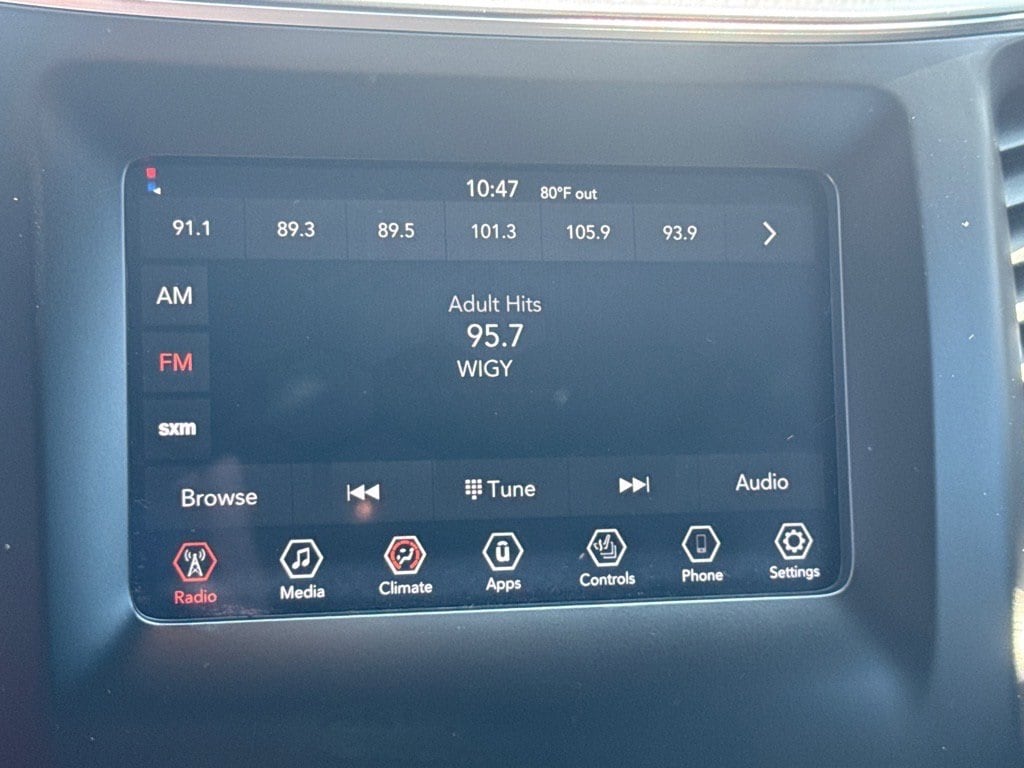 10:47 80°F out
91.1 89.3 89.5 101.3 105.9 93.9
AM
Adult Hits
95.7
FM
WIGY
sxm
Browse Tune Audio
Radio Media Climate Apps Controls Phone Settings